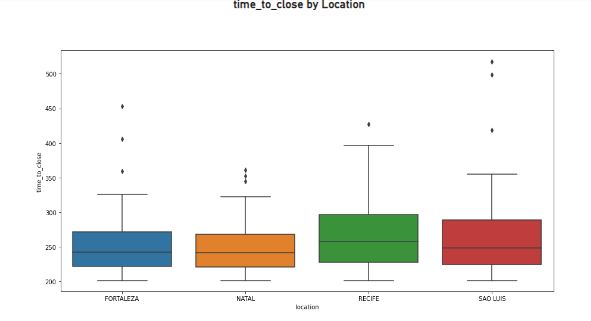 time_to_close by Location
500
450
400
350
300
250
200
time_to_close
FORTALEZA
NATAL
RECIFE
SAO LUIS
location